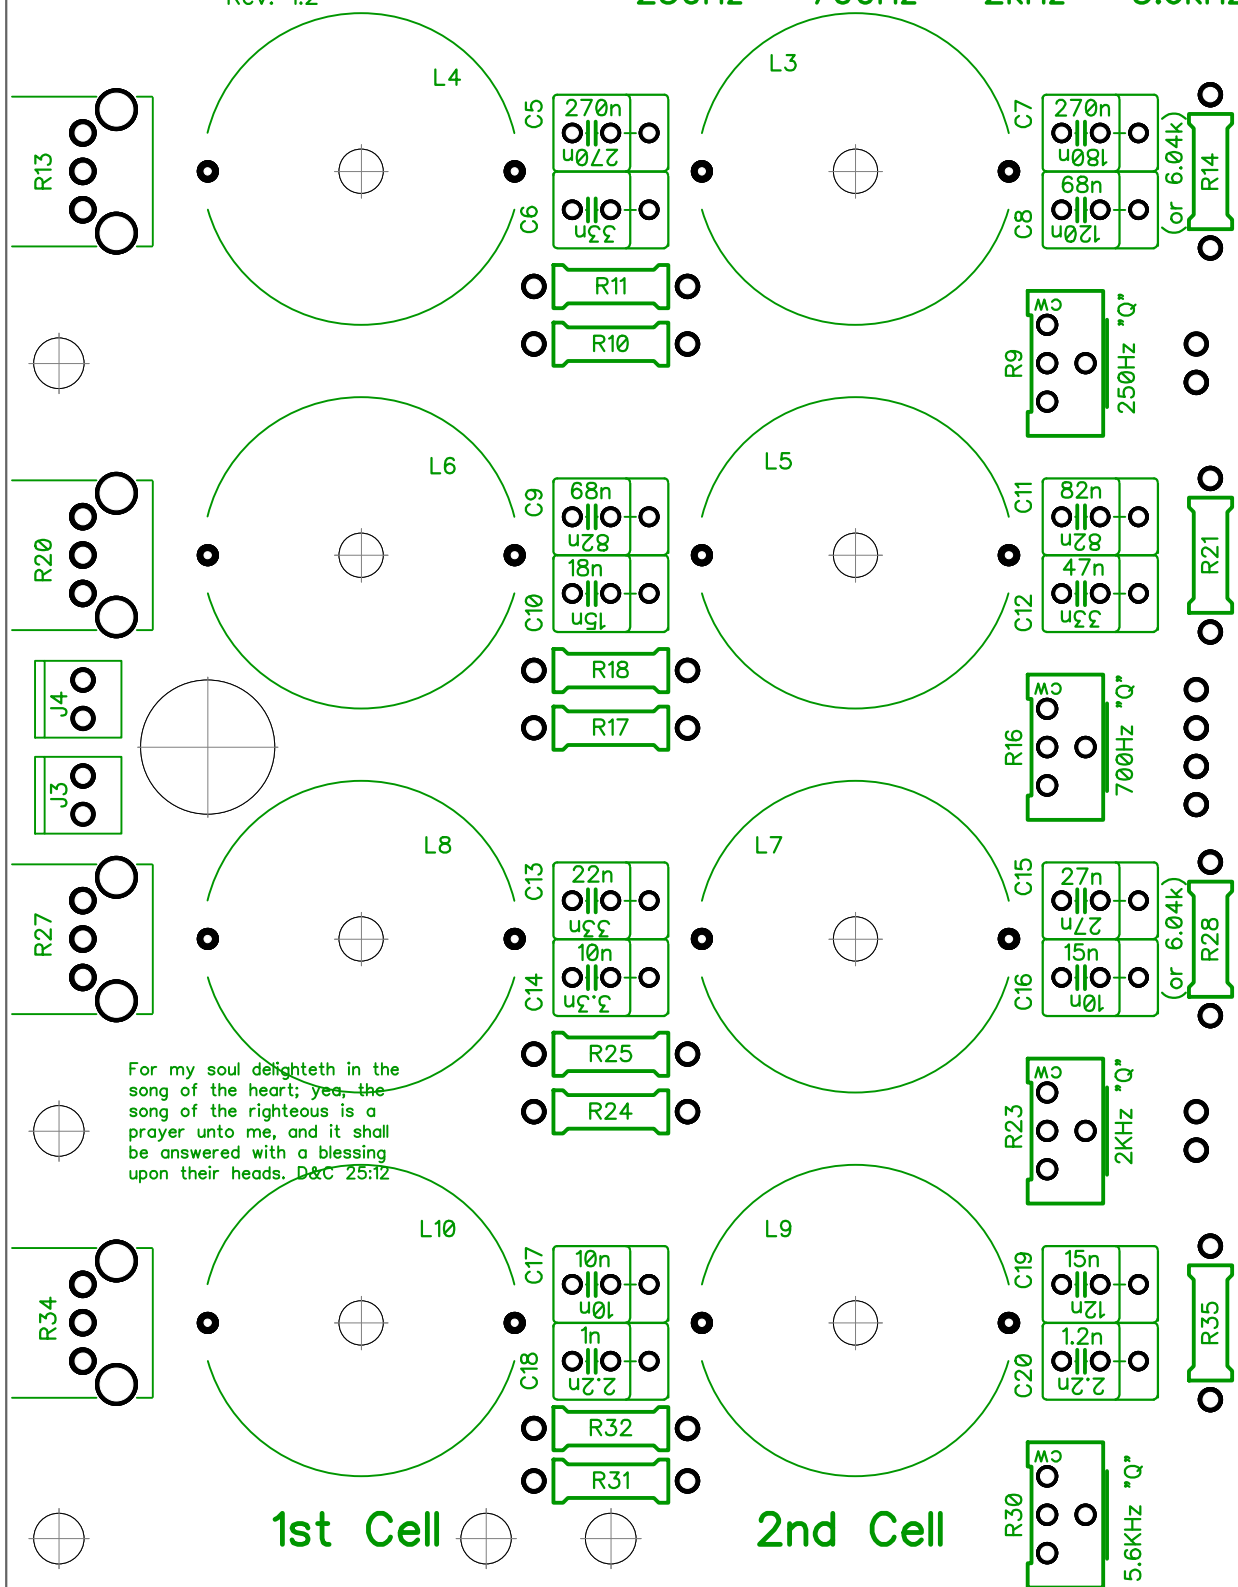 Rev. 1.2
250Hz 700Hz 2KHz 5.6KHz
L4
L3
R13
C5
270n
270n
C6
33n
C7
270n
180n
C8
68n
120n
(or 6.04k)
R14
R11
R10
R9
CW
250Hz "Q"
L6
L5
R20
C9
68n
82n
C10
18n
15n
C11
82n
82n
C12
47n
33n
R21
R18
R17
J4
J3
R16
CW
700Hz "Q"
L8
L7
R27
C13
22n
33n
C14
10n
3.3n
C15
27n
27n
C16
15n
10n
(or 6.04k)
R28
R25
R24
R23
CW
2KHz "Q"
For my soul delighteth in the
song of the heart; yea, the
song of the righteous is a
prayer unto me, and it shall
be answered with a blessing
upon their heads. D&C 25:12
L10
L9
R34
C17
10n
10n
C18
1n
2.2n
C19
15n
12n
C20
1.2n
2.2n
R35
R32
R31
R30
CW
5.6KHz "Q"
1st Cell
2nd Cell